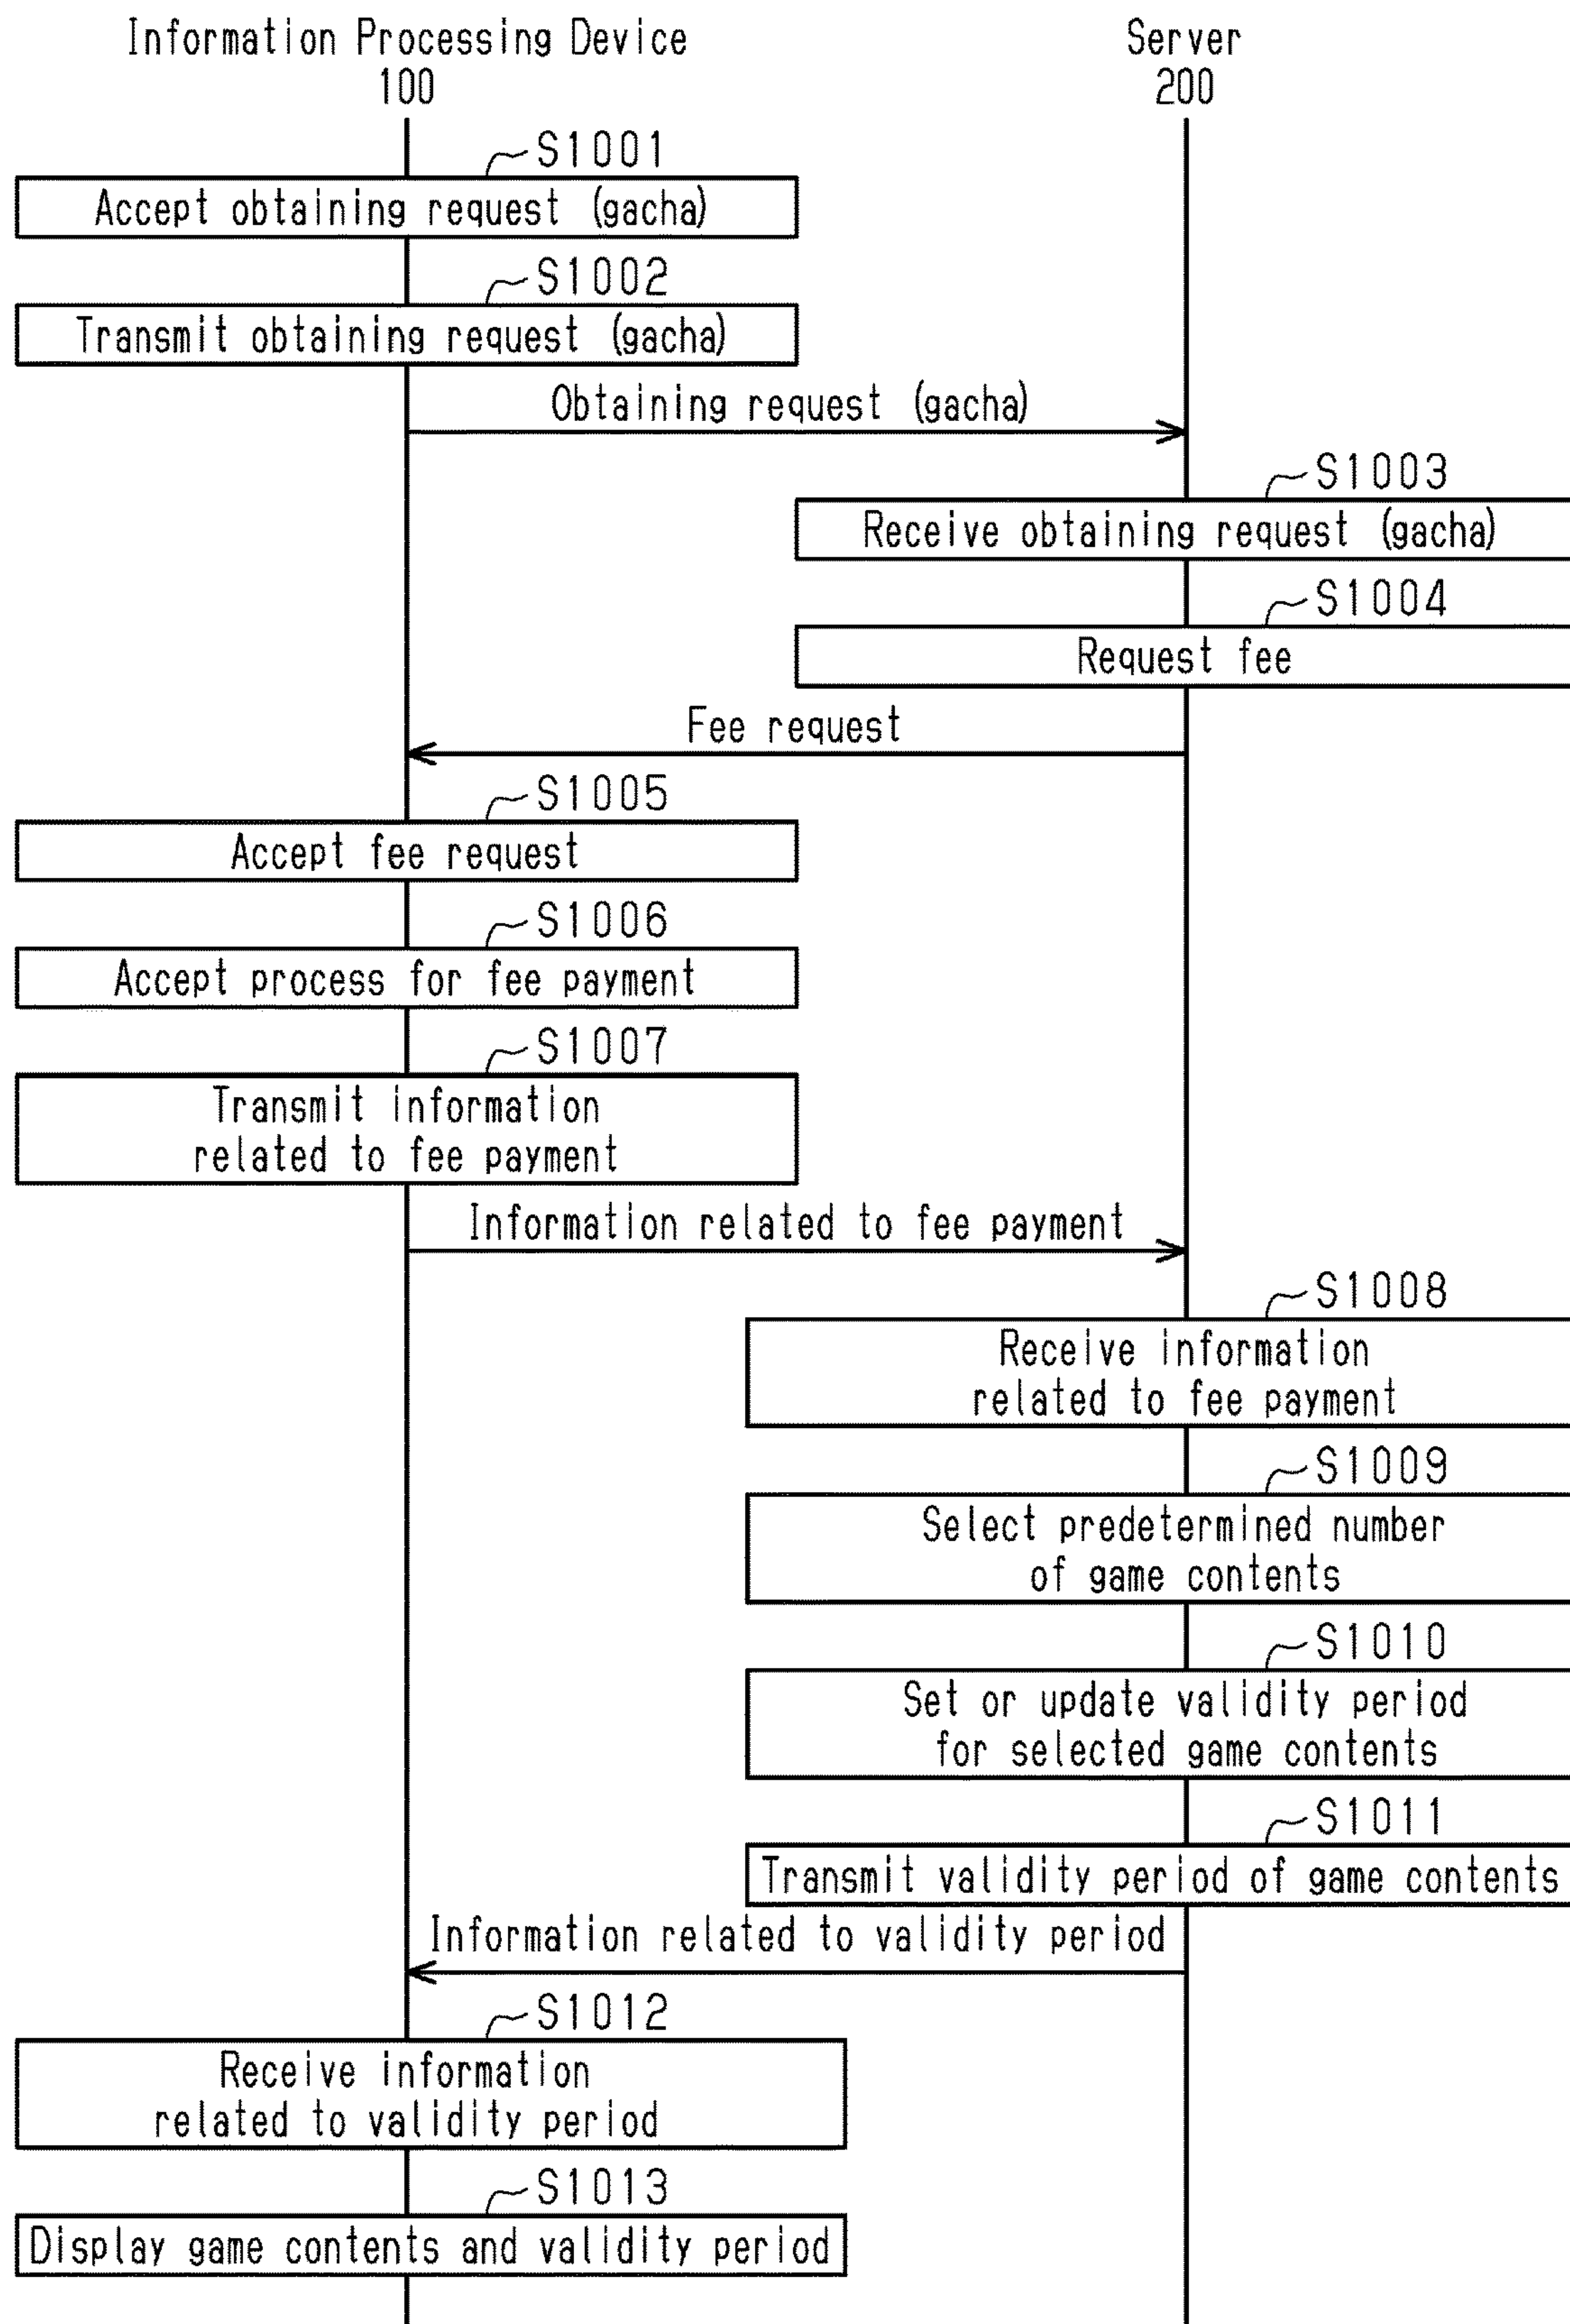 Information Processing Device
100
Server
200
S1001
Accept obtaining request (gacha)
S1002
Transmit obtaining request (gacha)
Obtaining request (gacha)
S1003
Receive obtaining request (gacha)
S1004
Request fee
Fee request
S1005
Accept fee request
S1006
Accept process for fee payment
S1007
Transmit information
related to fee payment
Information related to fee payment
S1008
Receive information
related to fee payment
S1009
Select predetermined number
of game contents
S1010
Set or update validity period
for selected game contents
S1011
Transmit validity period of game contents
Information related to validity period
S1012
Receive information
related to validity period
S1013
Display game contents and validity period